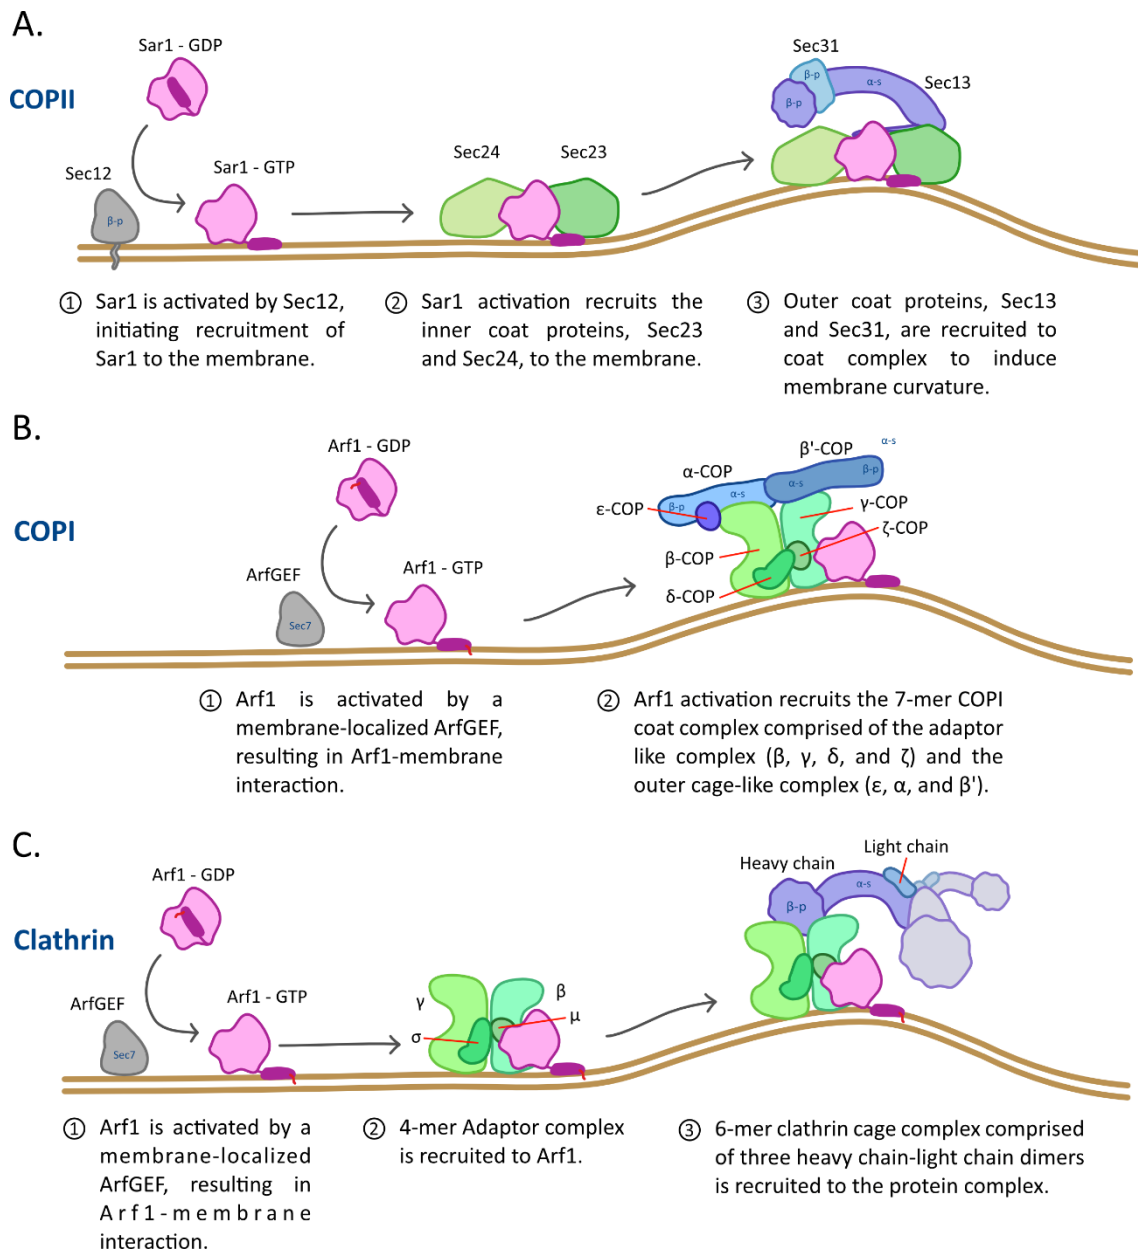 A.
COPII
Sar1 - GDP
Sec12
β-p
Sar1 - GTP
Sec24
Sec23
Sec31
β-p
β-p
α-s
Sec13
① Sar1 is activated by Sec12,
initiating recruitment of
Sar1 to the membrane.
② Sar1 activation recruits the
inner coat proteins, Sec23
and Sec24, to the membrane.
③ Outer coat proteins, Sec13
and Sec31, are recruited to
coat complex to induce
membrane curvature.
B.
COPI
Arf1 - GDP
ArfGEF
Sec7
Arf1 - GTP
α-s
β'-COP
α-COP
β-p
α-s
α-s
β-p
ε-COP
γ-COP
ζ-COP
β-COP
δ-COP
① Arf1 is activated by a
membrane-localized ArfGEF,
resulting in Arf1-membrane
interaction.
② Arf1 activation recruits the 7-mer COPI
coat complex comprised of the adaptor
like complex (β, γ, δ, and ζ) and the
outer cage-like complex (ε, α, and β').
C.
Clathrin
Arf1 - GDP
ArfGEF
Sec7
Arf1 - GTP
γ
β
μ
σ
Heavy chain
Light chain
α-s
β-p
① Arf1 is activated by a
membrane-localized
ArfGEF, resulting in
Arf1-membrane
interaction.
② 4-mer Adaptor complex
is recruited to Arf1.
③ 6-mer clathrin cage complex comprised
of three heavy chain-light chain dimers
is recruited to the protein complex.